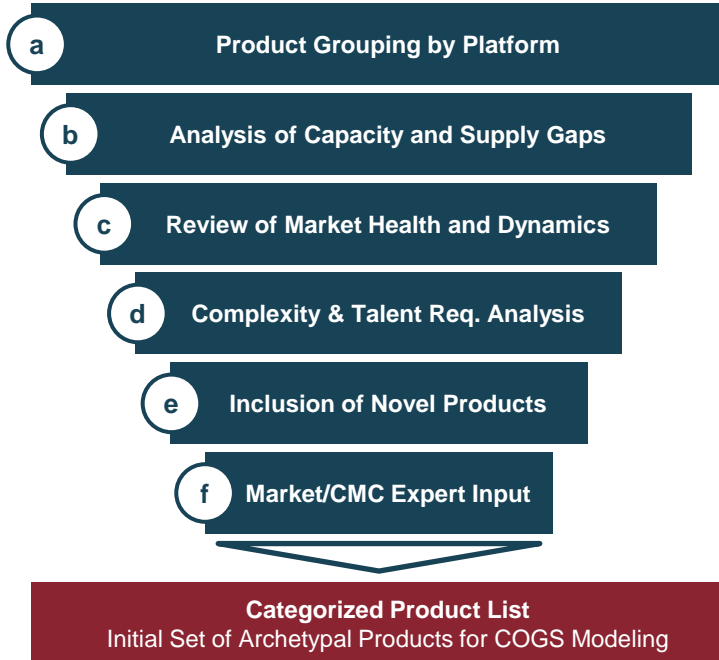 a Product Grouping by Platform
b Analysis of Capacity and Supply Gaps
c Review of Market Health and Dynamics
d Complexity & Talent Req. Analysis
e Inclusion of Novel Products
f Market/CMC Expert Input
Categorized Product List
Initial Set of Archetypal Products for COGS Modeling